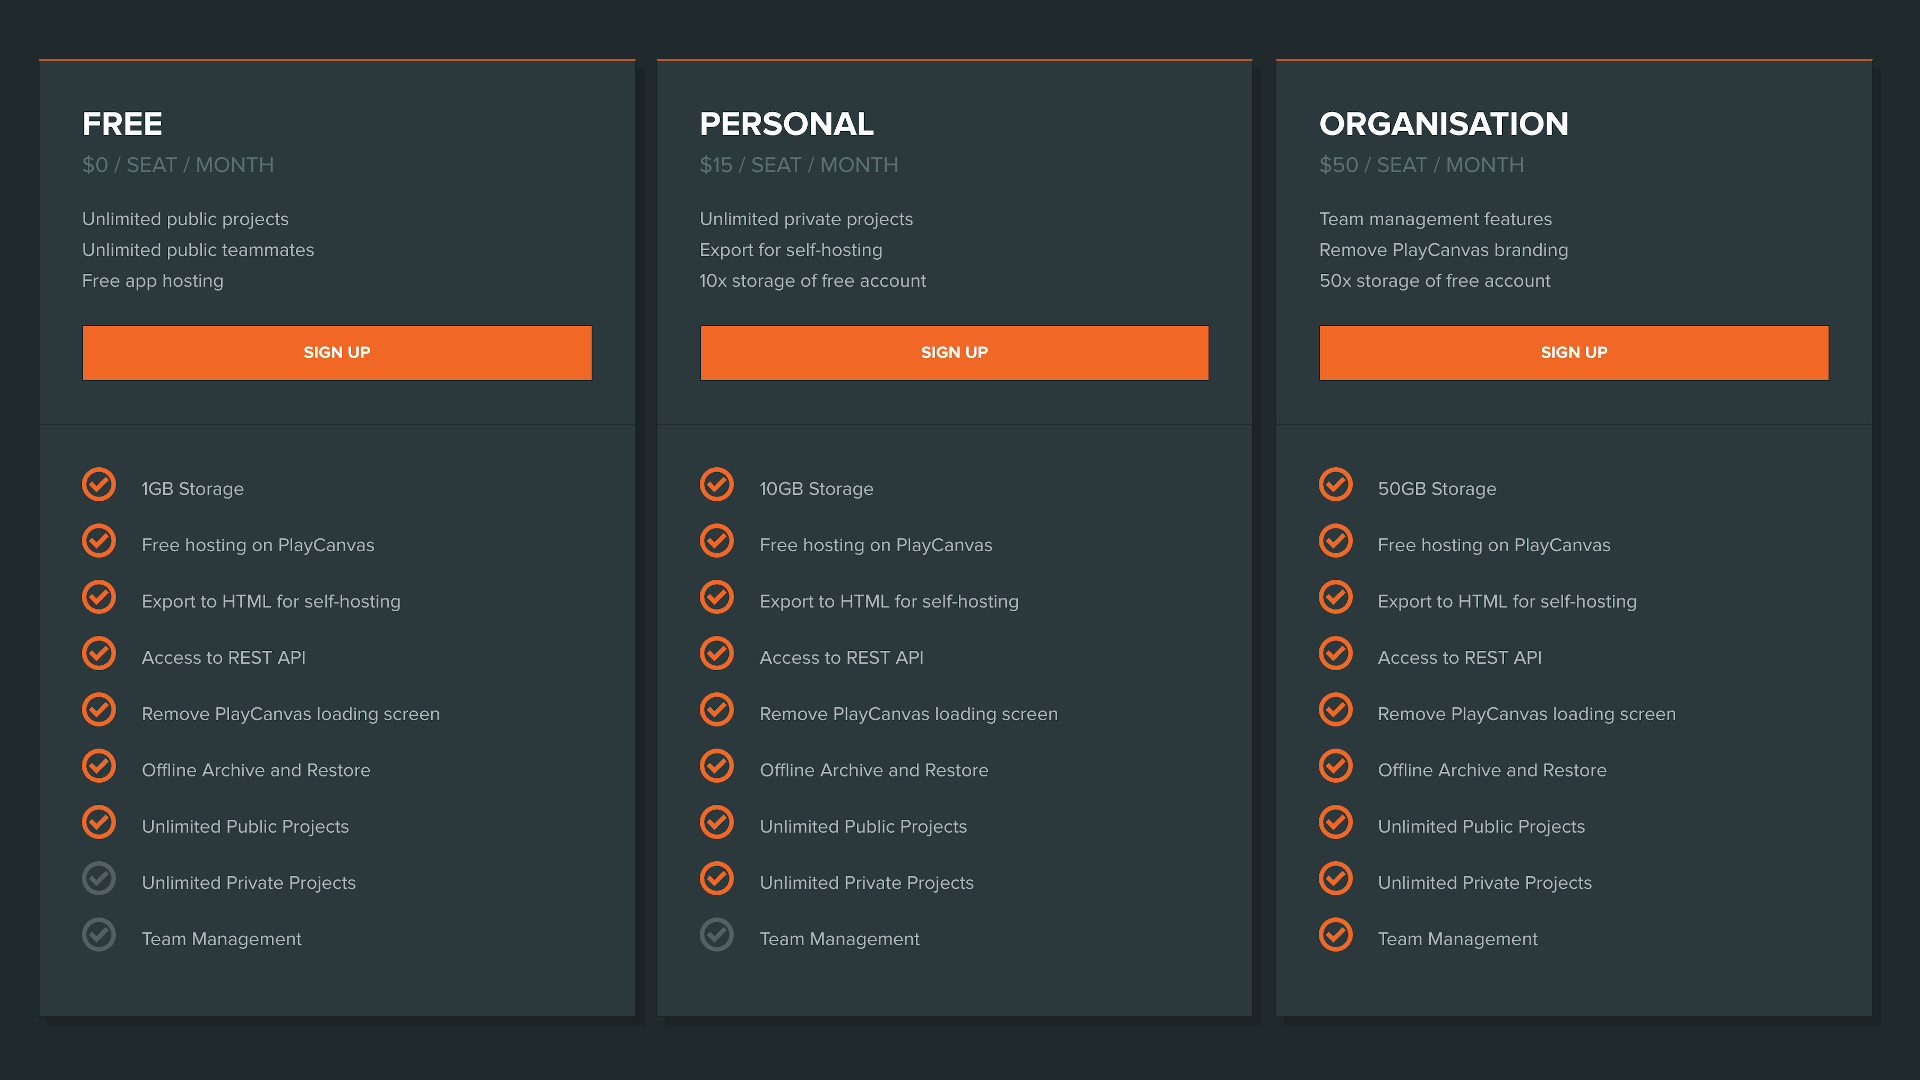 FREE
$0 / SEAT / MONTH
Unlimited public projects
Unlimited public teammates
Free app hosting
SIGN UP
1GB Storage
Free hosting on PlayCanvas
Export to HTML for self-hosting
Access to REST API
Remove PlayCanvas loading screen
Offline Archive and Restore
Unlimited Public Projects
Unlimited Private Projects
Team Management
PERSONAL
$15 / SEAT / MONTH
Unlimited private projects
Export for self-hosting
10x storage of free account
SIGN UP
10GB Storage
Free hosting on PlayCanvas
Export to HTML for self-hosting
Access to REST API
Remove PlayCanvas loading screen
Offline Archive and Restore
Unlimited Public Projects
Unlimited Private Projects
Team Management
ORGANISATION
$50 / SEAT / MONTH
Team management features
Remove PlayCanvas branding
50x storage of free account
SIGN UP
50GB Storage
Free hosting on PlayCanvas
Export to HTML for self-hosting
Access to REST API
Remove PlayCanvas loading screen
Offline Archive and Restore
Unlimited Public Projects
Unlimited Private Projects
Team Management